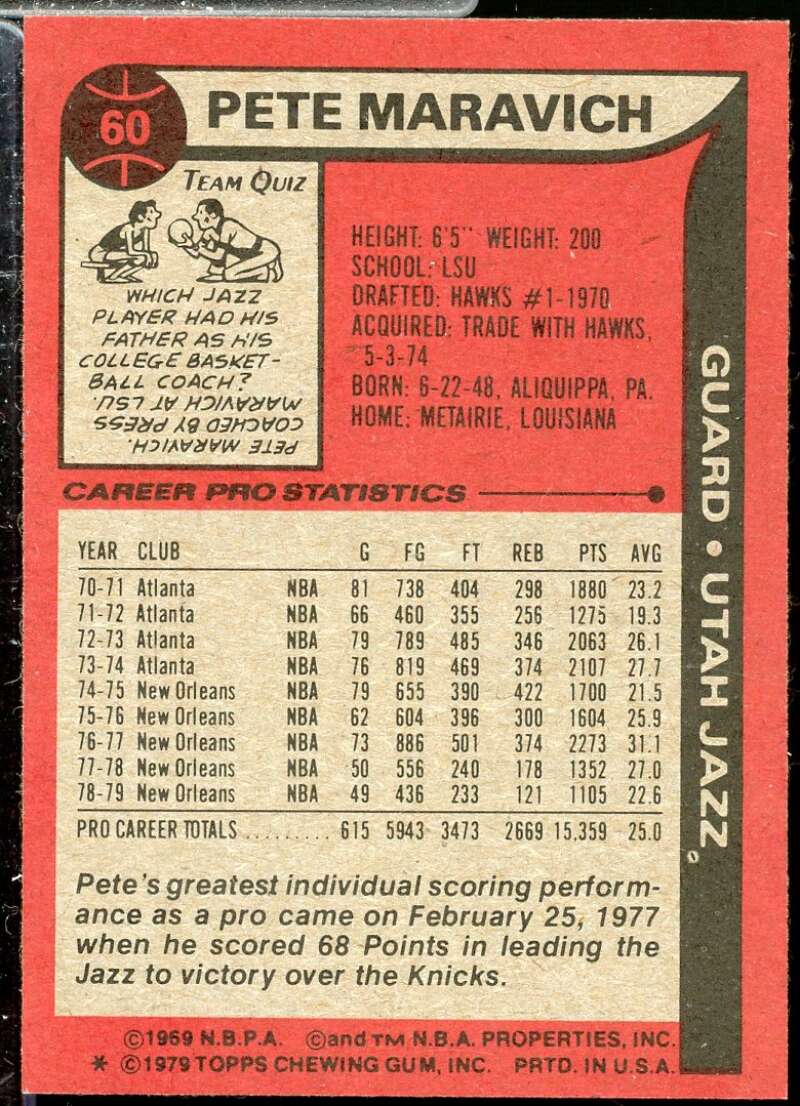 60
PETE MARAVICH
TEAM QUIZ
WHICH JAZZ
PLAYER HAD HIS
FATHER AS HIS
COLLEGE BASKET-
BALL COACH?
PETE MARAVICH.
COACHED BY PRESS
MARAVICH AT LSU.
HEIGHT: 6'5" WEIGHT: 200
SCHOOL: LSU
DRAFTED: HAWKS #1-1970
ACQUIRED: TRADE WITH HAWKS,
5-3-74
BORN: 6-22-48, ALIQUIPPA, PA.
HOME: METAIRIE, LOUISIANA
GUARD • UTAH JAZZ
CAREER PRO STATISTICS
YEAR CLUB G FG FT REB PTS AVG
70-71 Atlanta NBA 81 738 404 298 1880 23.2
71-72 Atlanta NBA 66 460 355 256 1275 19.3
72-73 Atlanta NBA 79 789 485 346 2063 26.1
73-74 Atlanta NBA 76 819 469 374 2107 27.7
74-75 New Orleans NBA 79 655 390 422 1700 21.5
75-76 New Orleans NBA 62 604 396 300 1604 25.9
76-77 New Orleans NBA 73 886 501 374 2273 31.1
77-78 New Orleans NBA 50 556 240 178 1352 27.0
78-79 New Orleans NBA 49 436 233 121 1105 22.6
PRO CAREER TOTALS .......... 615 5943 3473 2669 15,359 25.0
Pete's greatest individual scoring perform-
ance as a pro came on February 25, 1977
when he scored 68 Points in leading the
Jazz to victory over the Knicks.
©1969 N.B.P.A. ©and TM N.B.A. PROPERTIES, INC.
* ©1979 TOPPS CHEWING GUM, INC. PRTD. IN U.S.A.